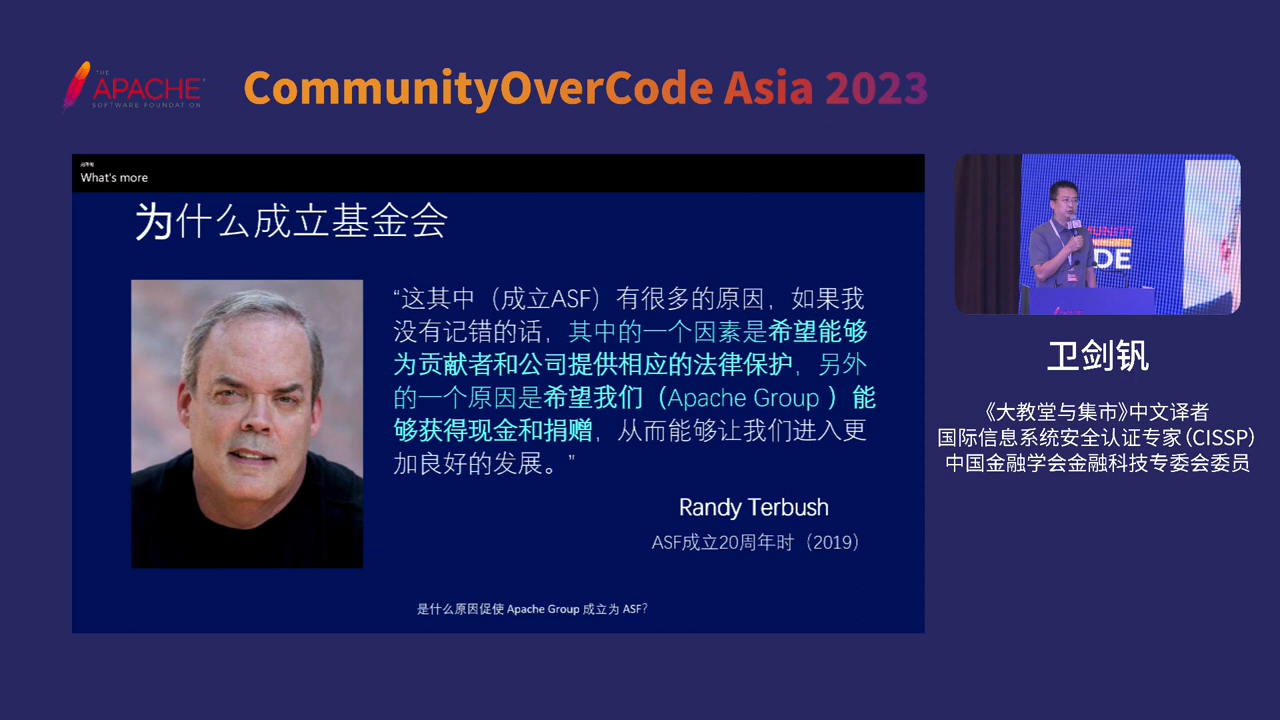 THE
APACHE
SOFTWARE FOUNDATION
CommunityOverCode Asia 2023
What's more
为什么成立基金会
“这其中（成立ASF）有很多的原因，如果我
没有记错的话，其中的一个因素是希望能够
为贡献者和公司提供相应的法律保护，另外
的一个原因是希望我们（Apache Group ）能
够获得现金和捐赠，从而能够让我们进入更
加良好的发展。”
Randy Terbush
ASF成立20周年时（2019）
是什么原因促使 Apache Group 成立为 ASF?
DE
卫剑钒
《大教堂与集市》中文译者
国际信息系统安全认证专家（CISSP）
中国金融学会金融科技专委会委员